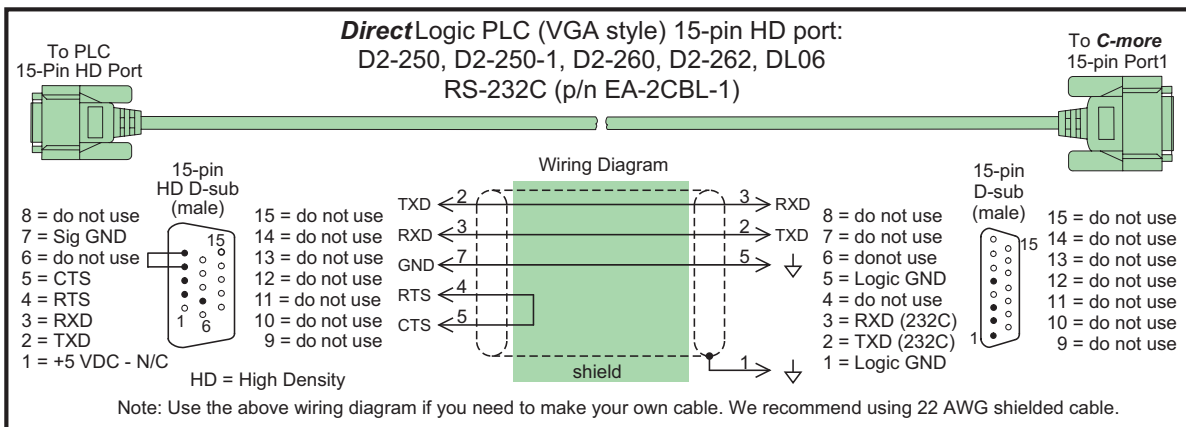 DirectLogic PLC (VGA style) 15-pin HD port:
D2-250, D2-250-1, D2-260, D2-262, DL06
RS-232C (p/n EA-2CBL-1)
To PLC
15-Pin HD Port
To C-more
15-pin Port1
15-pin
HD D-sub
(male)
8 = do not use
7 = Sig GND
6 = do not use
5 = CTS
4 = RTS
3 = RXD
2 = TXD
1 = +5 VDC - N/C
15
1
6
15 = do not use
14 = do not use
13 = do not use
12 = do not use
11 = do not use
10 = do not use
9 = do not use
HD = High Density
Wiring Diagram
TXD 2 3 RXD
RXD 3 2 TXD
GND 7 5
RTS 4
CTS 5
1
shield
8 = do not use
7 = do not use
6 = donot use
5 = Logic GND
4 = do not use
3 = RXD (232C)
2 = TXD (232C)
1 = Logic GND
15-pin
D-sub
(male)
15
1
15 = do not use
14 = do not use
13 = do not use
12 = do not use
11 = do not use
10 = do not use
9 = do not use
Note: Use the above wiring diagram if you need to make your own cable. We recommend using 22 AWG shielded cable.